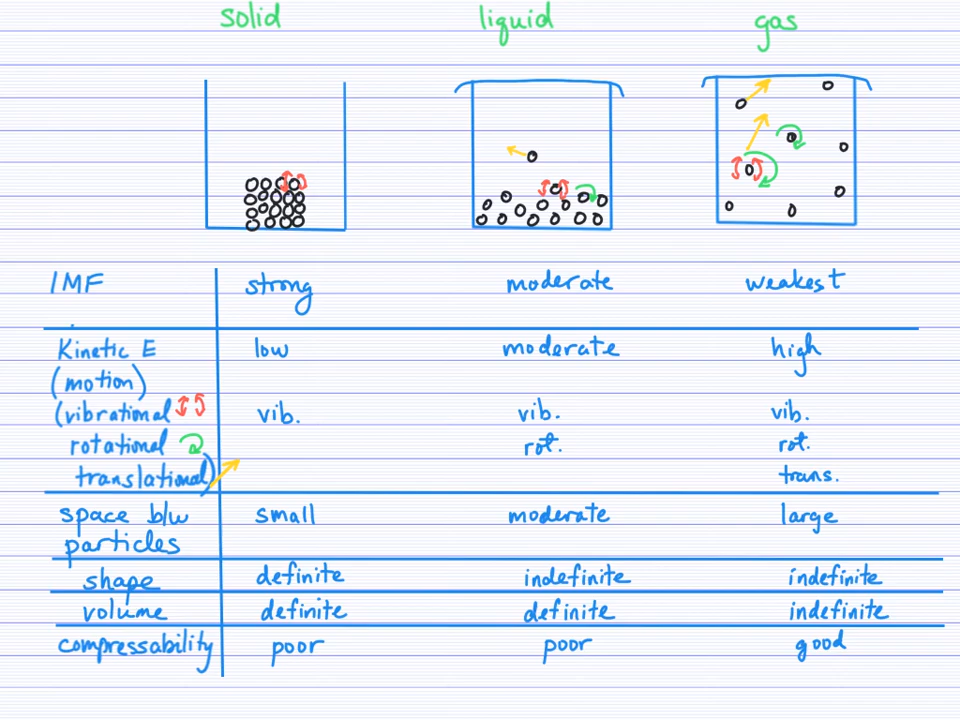 solid liquid gas
IMF strong moderate weakest
Kinetic E low moderate high
(motion)
(vibrational vib. vib. vib.
rotational rot. rot.
translational) trans.
space b/w small moderate large
particles
shape definite indefinite indefinite
volume definite definite indefinite
compressability poor poor good